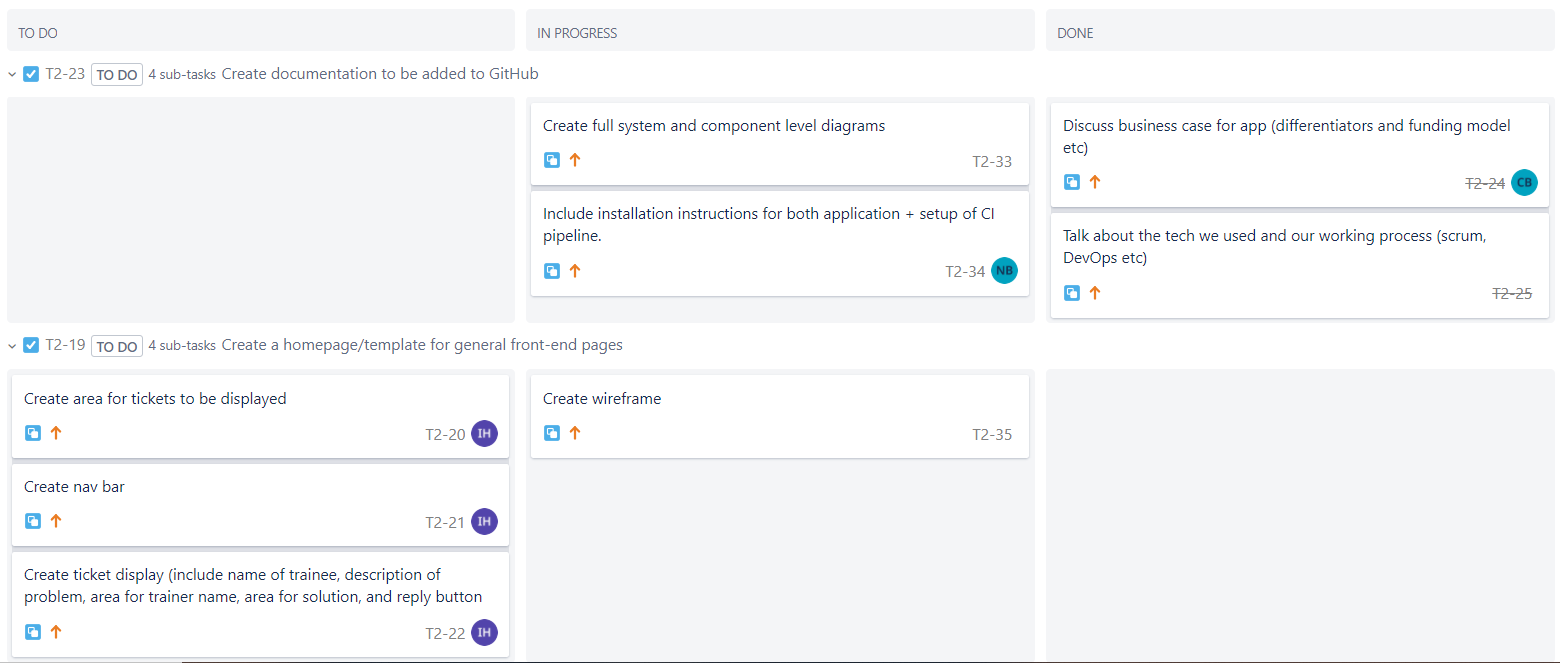 TO DO
IN PROGRESS
DONE
T2-23 TO DO 4 sub-tasks Create documentation to be added to GitHub
Create full system and component level diagrams
T2-33
Include installation instructions for both application + setup of CI
pipeline.
T2-34 NB
Discuss business case for app (differentiators and funding model
etc)
T2-24 CB
Talk about the tech we used and our working process (scrum,
DevOps etc)
T2-25
T2-19 TO DO 4 sub-tasks Create a homepage/template for general front-end pages
Create area for tickets to be displayed
T2-20 IH
Create nav bar
T2-21 IH
Create ticket display (include name of trainee, description of
problem, area for trainer name, area for solution, and reply button
T2-22 IH
Create wireframe
T2-35